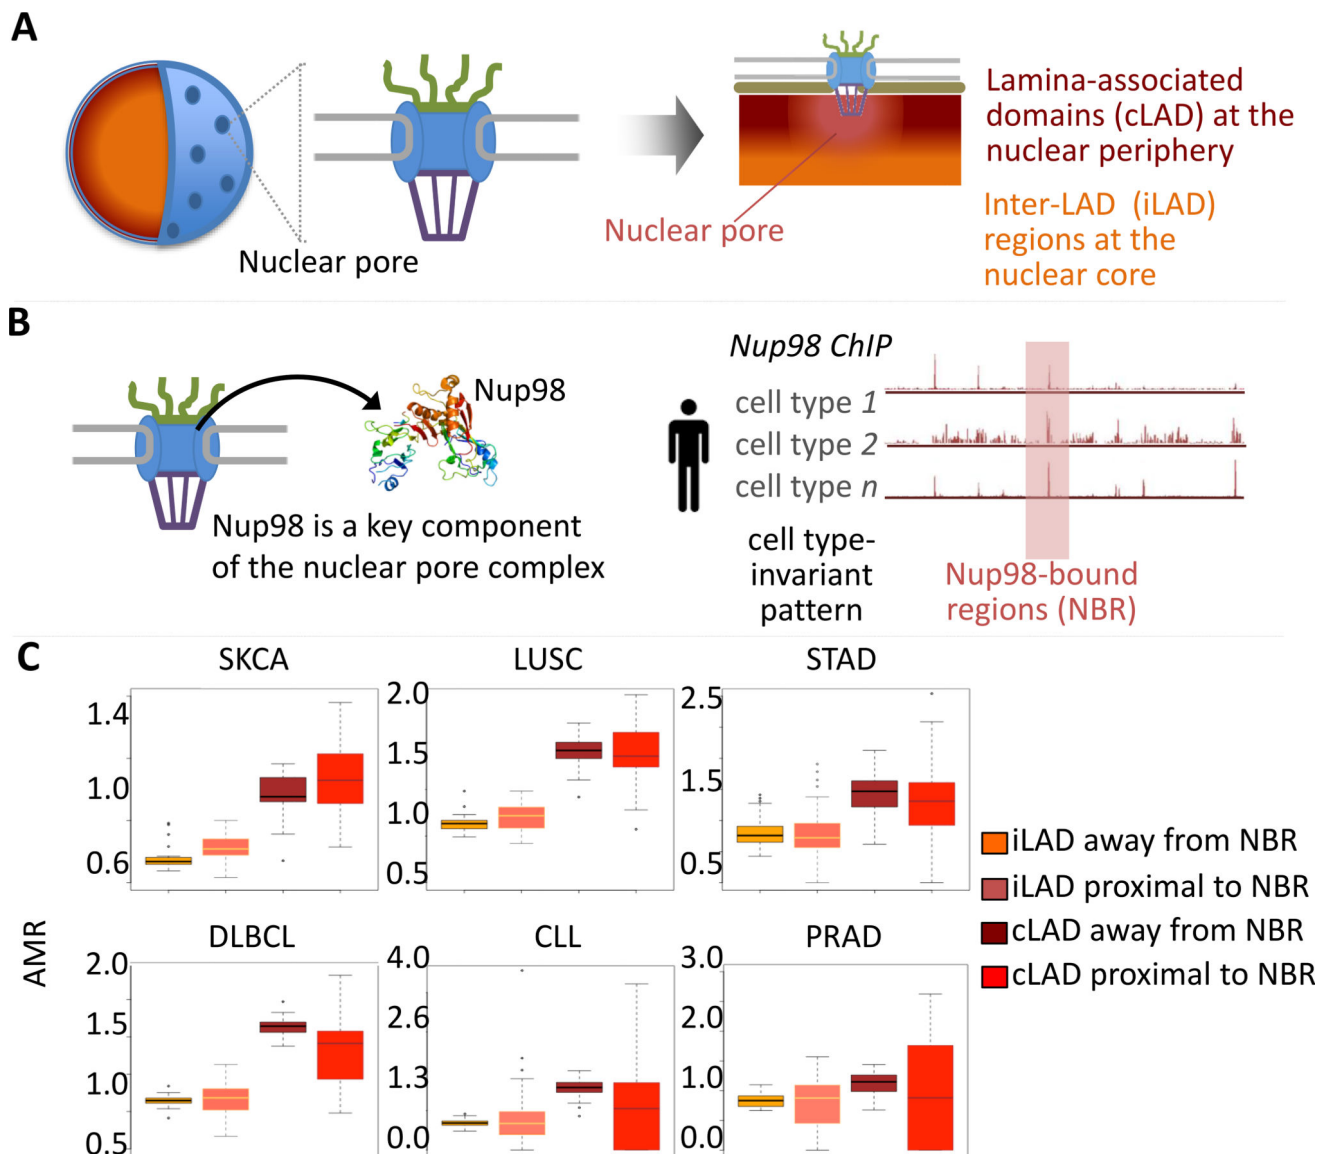 A
Nuclear pore
Nuclear pore
Lamina-associated
domains (cLAD) at the
nuclear periphery
Inter-LAD (iLAD)
regions at the
nuclear core
B
Nup98
Nup98 is a key component
of the nuclear pore complex
Nup98 ChIP
cell type 1
cell type 2
cell type n
cell type-
invariant
pattern
Nup98-bound
regions (NBR)
C
SKCA
1.4
1.0
0.6
LUSC
2.0
1.5
1.0
0.5
STAD
2.5
1.5
0.5
AMR
DLBCL
2.0
1.5
1.0
0.5
CLL
4.0
2.6
1.3
0.0
PRAD
3.0
2.0
1.0
0.0
iLAD away from NBR
iLAD proximal to NBR
cLAD away from NBR
cLAD proximal to NBR